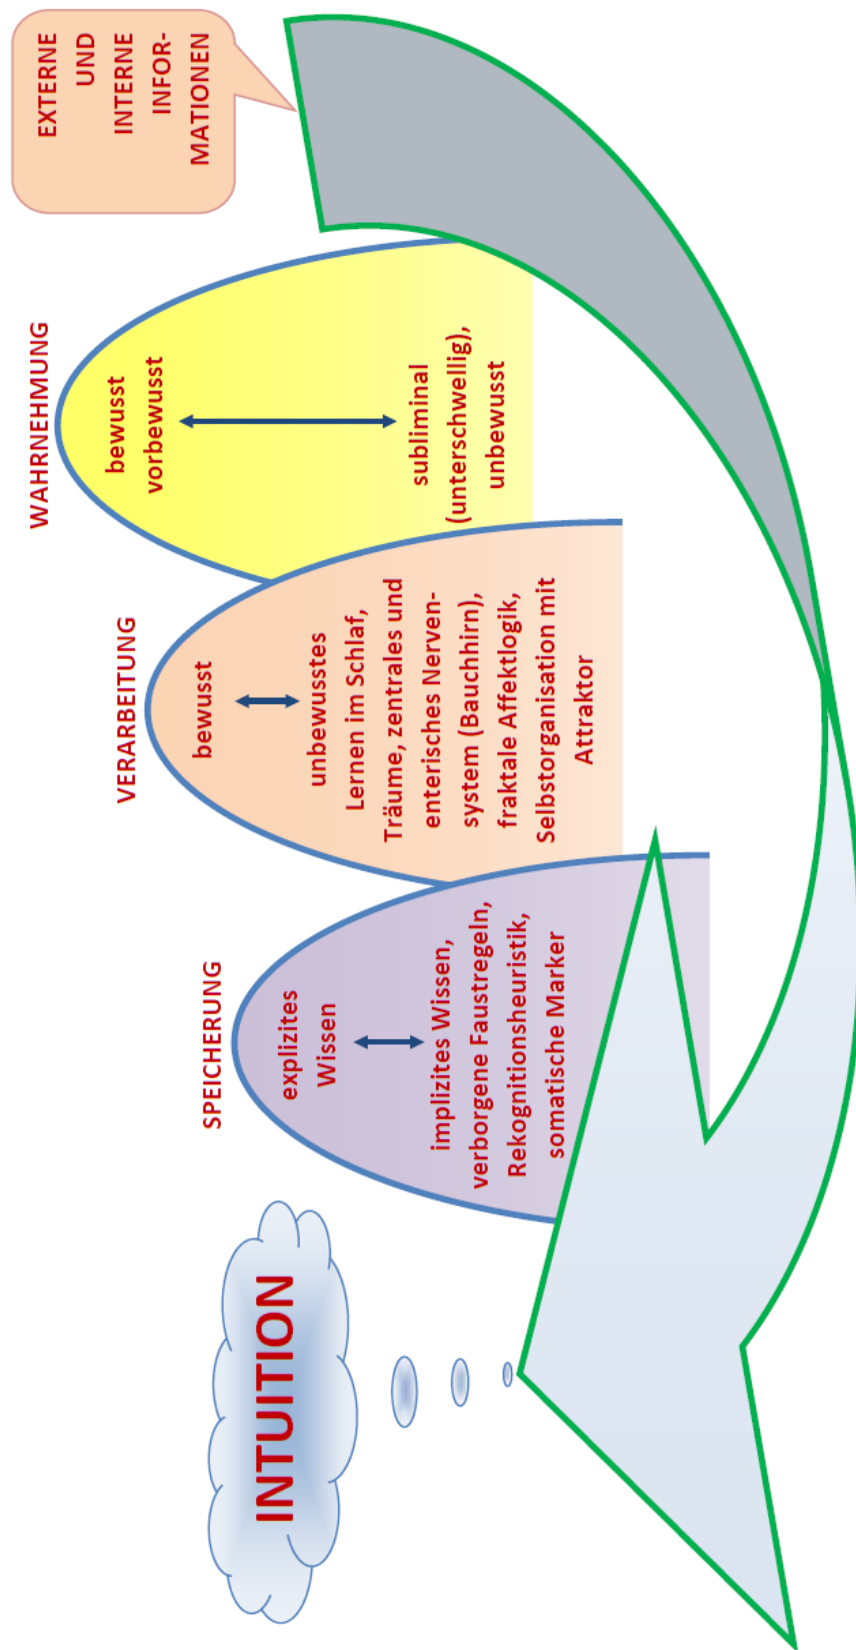 EXTERNE
UND
INTERNE
INFOR-
MATIONEN
WAHRNEHMUNG
bewusst
vorbewusst
subliminal
(unterschwellig),
unbewusst
VERARBEITUNG
bewusst
unbewusstes
Lernen im Schlaf,
Träume, zentrales und
enterisches Nerven-
system (Bauchhirn),
fraktale Affektlogik,
Selbstorganisation mit
Attraktor
SPEICHERUNG
explizites
Wissen
implizites Wissen,
verborgene Faustregeln,
Rekognitionsheuristik,
somatische Marker
INTUITION